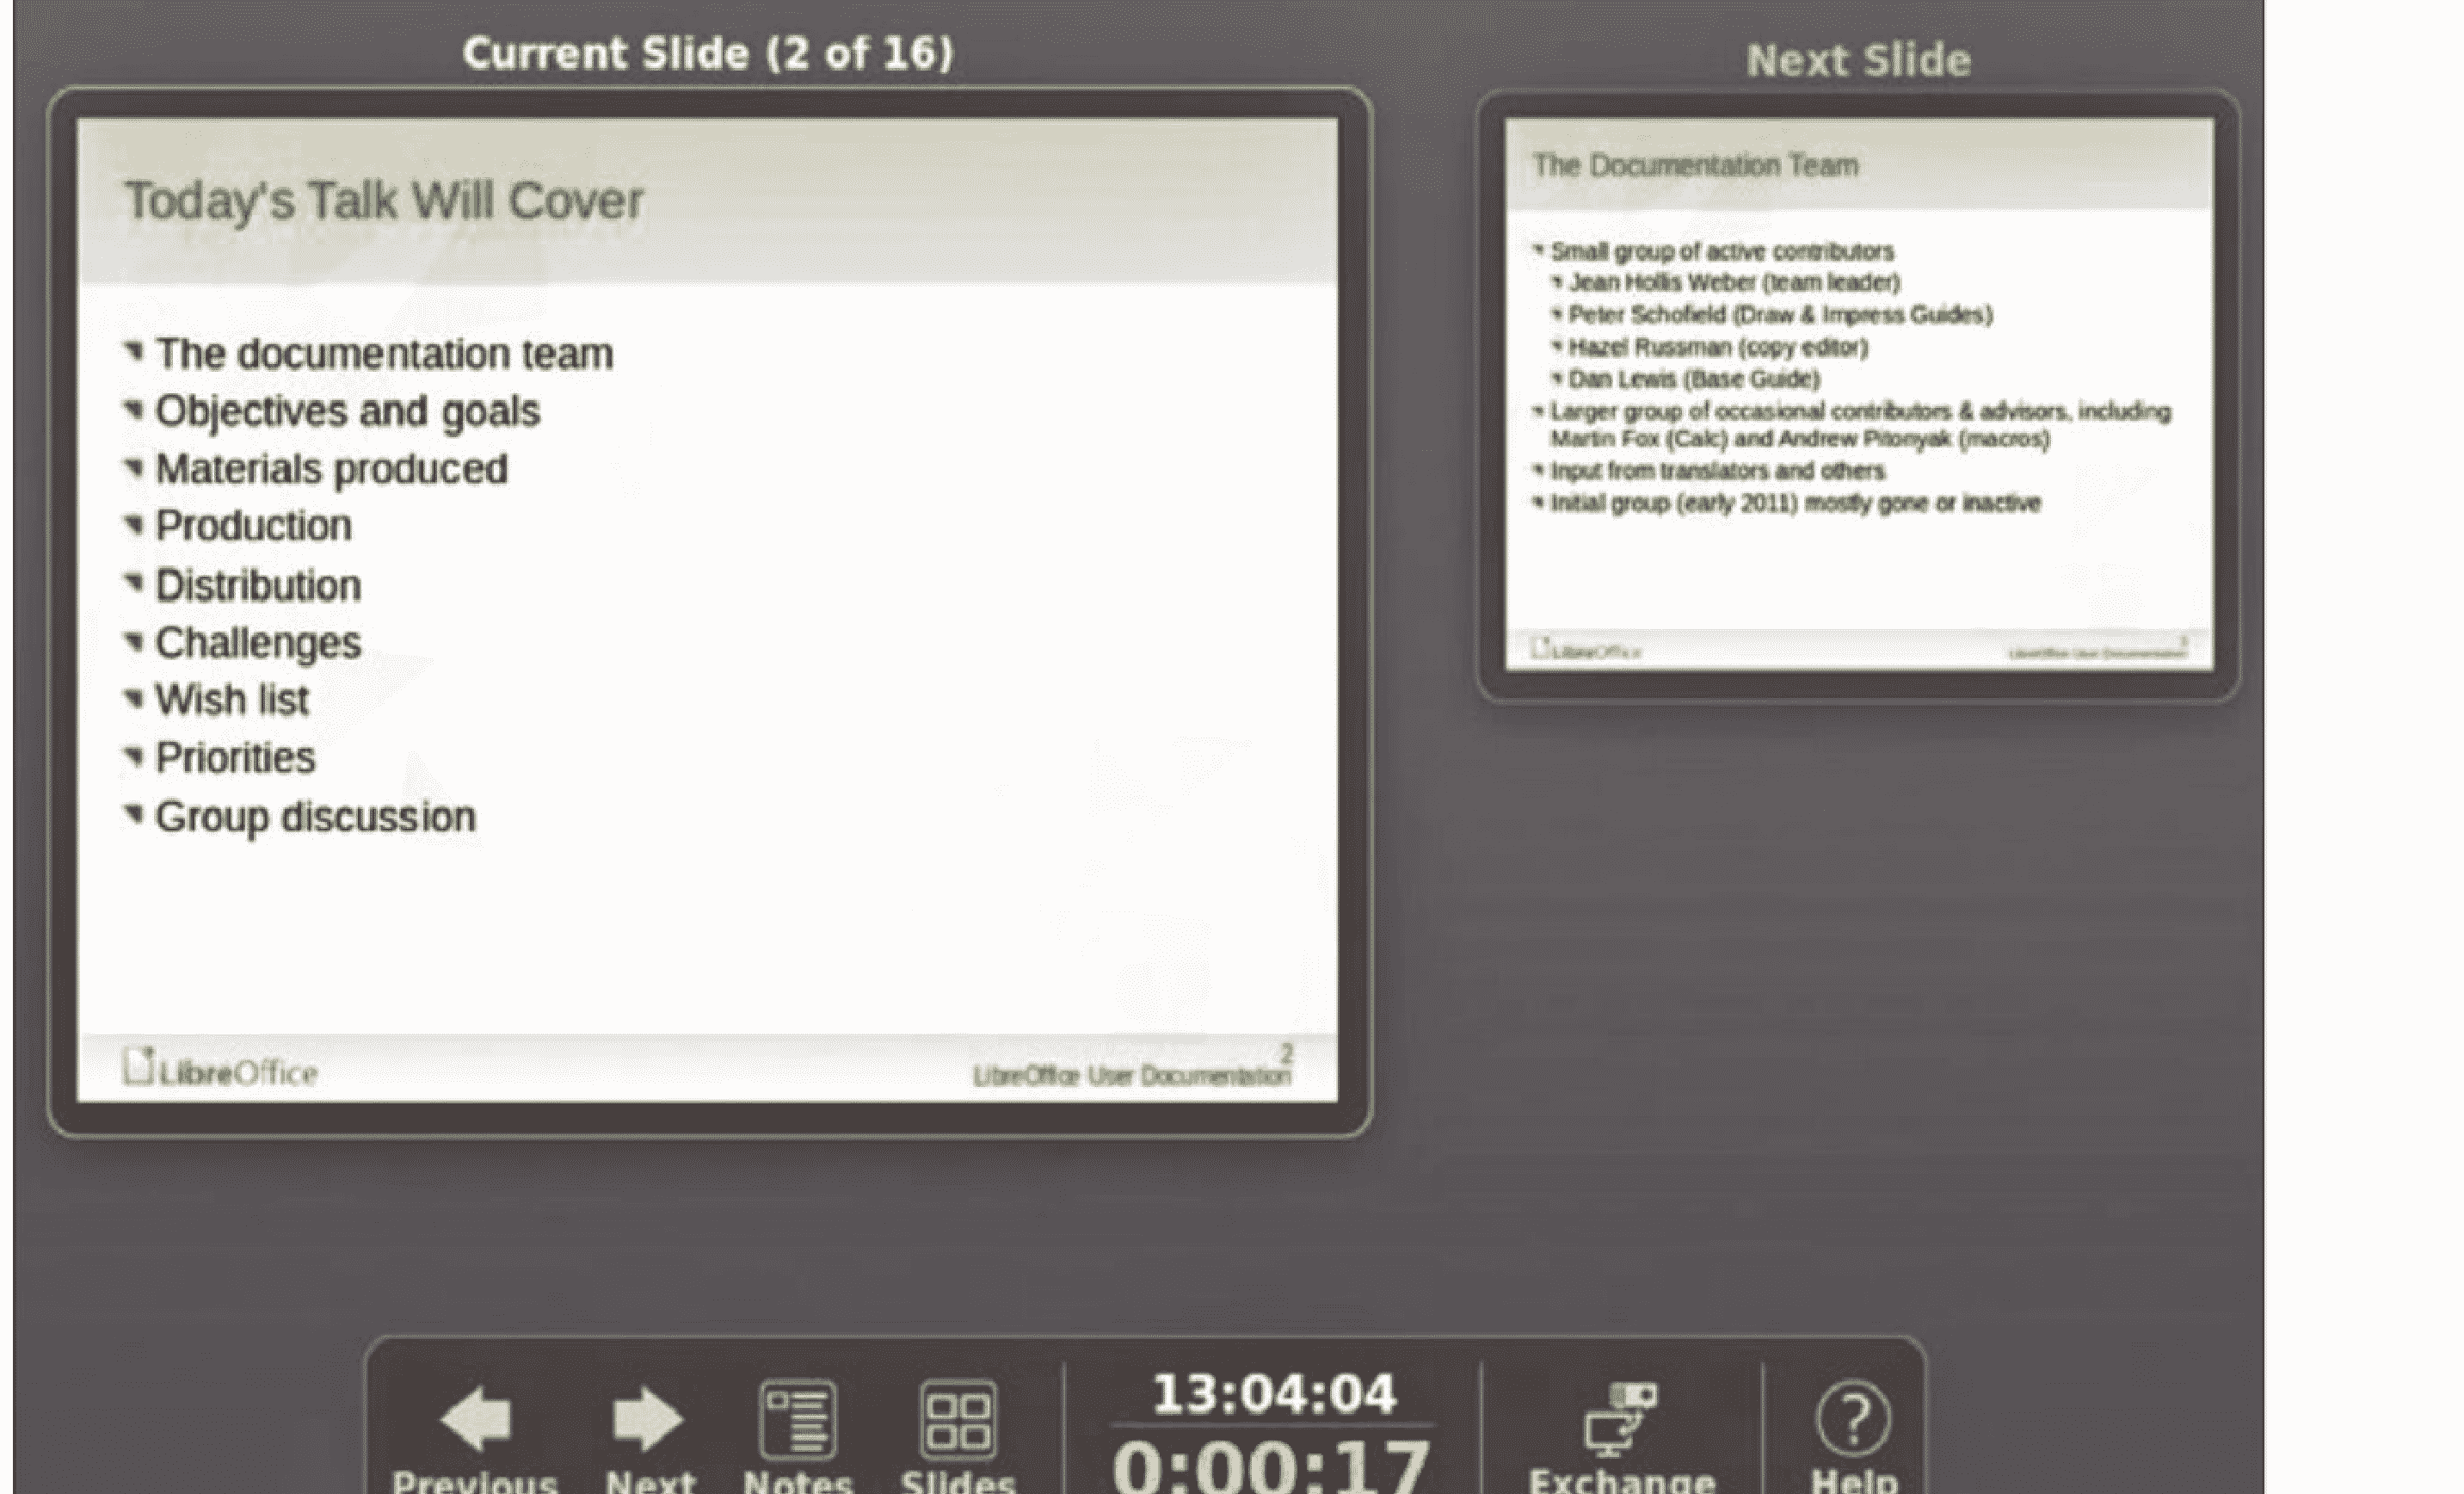 Current Slide (2 of 16)
Today's Talk Will Cover
The documentation team
Objectives and goals
Materials produced
Production
Distribution
Challenges
Wish list
Priorities
Group discussion
LibreOffice
2
LibreOffice User Documentation
Next Slide
The Documentation Team
Small group of active contributors
Jean Hollis Weber (team leader)
Peter Schofield (Draw & Impress Guides)
Hazel Russman (copy editor)
Dan Lewis (Base Guide)
Larger group of occasional contributors & advisors, including
Martin Fox (Calc) and Andrew Pitonyak (macros)
Input from translators and others
Initial group (early 2011) mostly gone or inactive
LibreOffice
LibreOffice User Documentation
Previous
Next
Notes
Slides
13:04:04
0:00:17
Exchange
Help